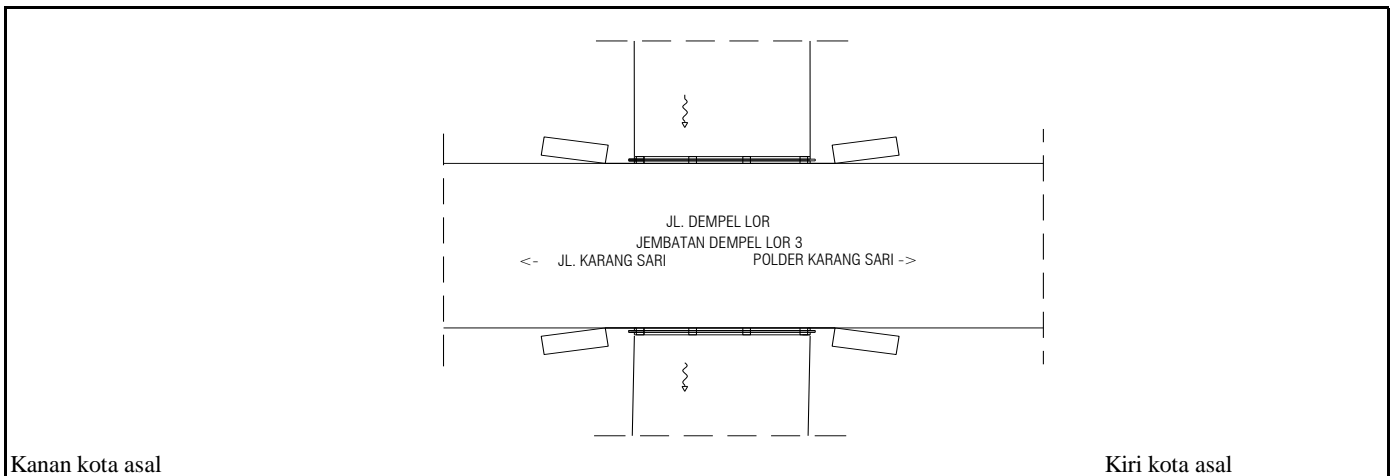 JL. DEMPEL LOR
JEMBATAN DEMPEL LOR 3
<- JL. KARANG SARI POLDER KARANG SARI ->
Kanan kota asal Kiri kota asal